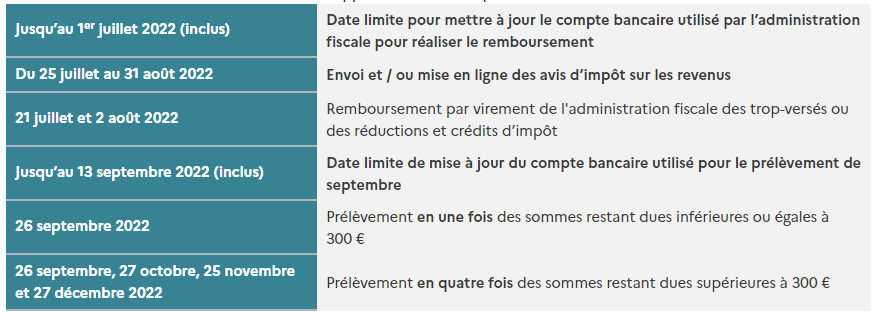 Jusqu’au 1er juillet 2022 (inclus)
Date limite pour mettre à jour le compte bancaire utilisé par l’administration
fiscale pour réaliser le remboursement
Du 25 juillet au 31 août 2022
Envoi et / ou mise en ligne des avis d’impôt sur les revenus
21 juillet et 2 août 2022
Remboursement par virement de l'administration fiscale des trop-versés ou
des réductions et crédits d’impôt
Jusqu’au 13 septembre 2022 (inclus)
Date limite de mise à jour du compte bancaire utilisé pour le prélèvement de
septembre
26 septembre 2022
Prélèvement en une fois des sommes restant dues inférieures ou égales à
300 €
26 septembre, 27 octobre, 25 novembre
et 27 décembre 2022
Prélèvement en quatre fois des sommes restant dues supérieures à 300 €